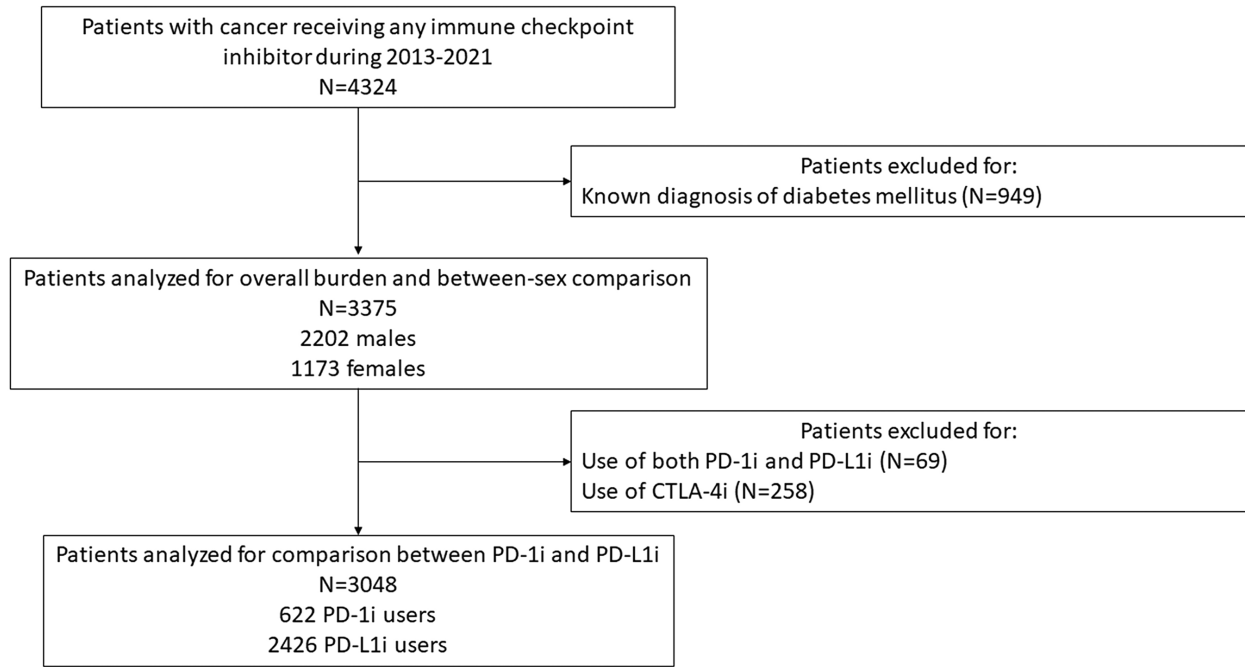 Patients with cancer receiving any immune checkpoint
inhibitor during 2013-2021
N=4324
Patients excluded for:
Known diagnosis of diabetes mellitus (N=949)
Patients analyzed for overall burden and between-sex comparison
N=3375
2202 males
1173 females
Patients excluded for:
Use of both PD-1i and PD-L1i (N=69)
Use of CTLA-4i (N=258)
Patients analyzed for comparison between PD-1i and PD-L1i
N=3048
622 PD-1i users
2426 PD-L1i users